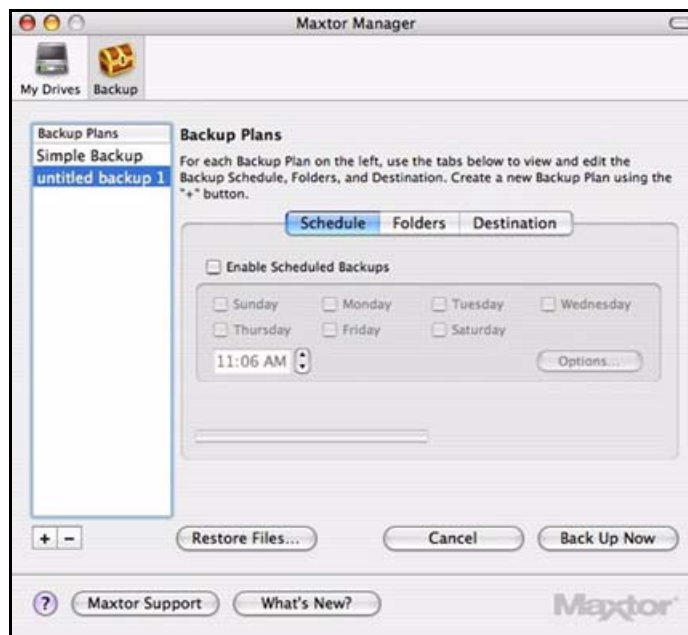 Maxtor Manager
My Drives
Backup
Backup Plans
Simple Backup
untitled backup 1
Backup Plans
For each Backup Plan on the left, use the tabs below to view and edit the
Backup Schedule, Folders, and Destination. Create a new Backup Plan using the
"+" button.
Schedule
Folders
Destination
Enable Scheduled Backups
Sunday
Monday
Tuesday
Wednesday
Thursday
Friday
Saturday
11:06 AM
Options...
+
−
Restore Files...
Cancel
Back Up Now
?
Maxtor Support
What's New?
Maxtor